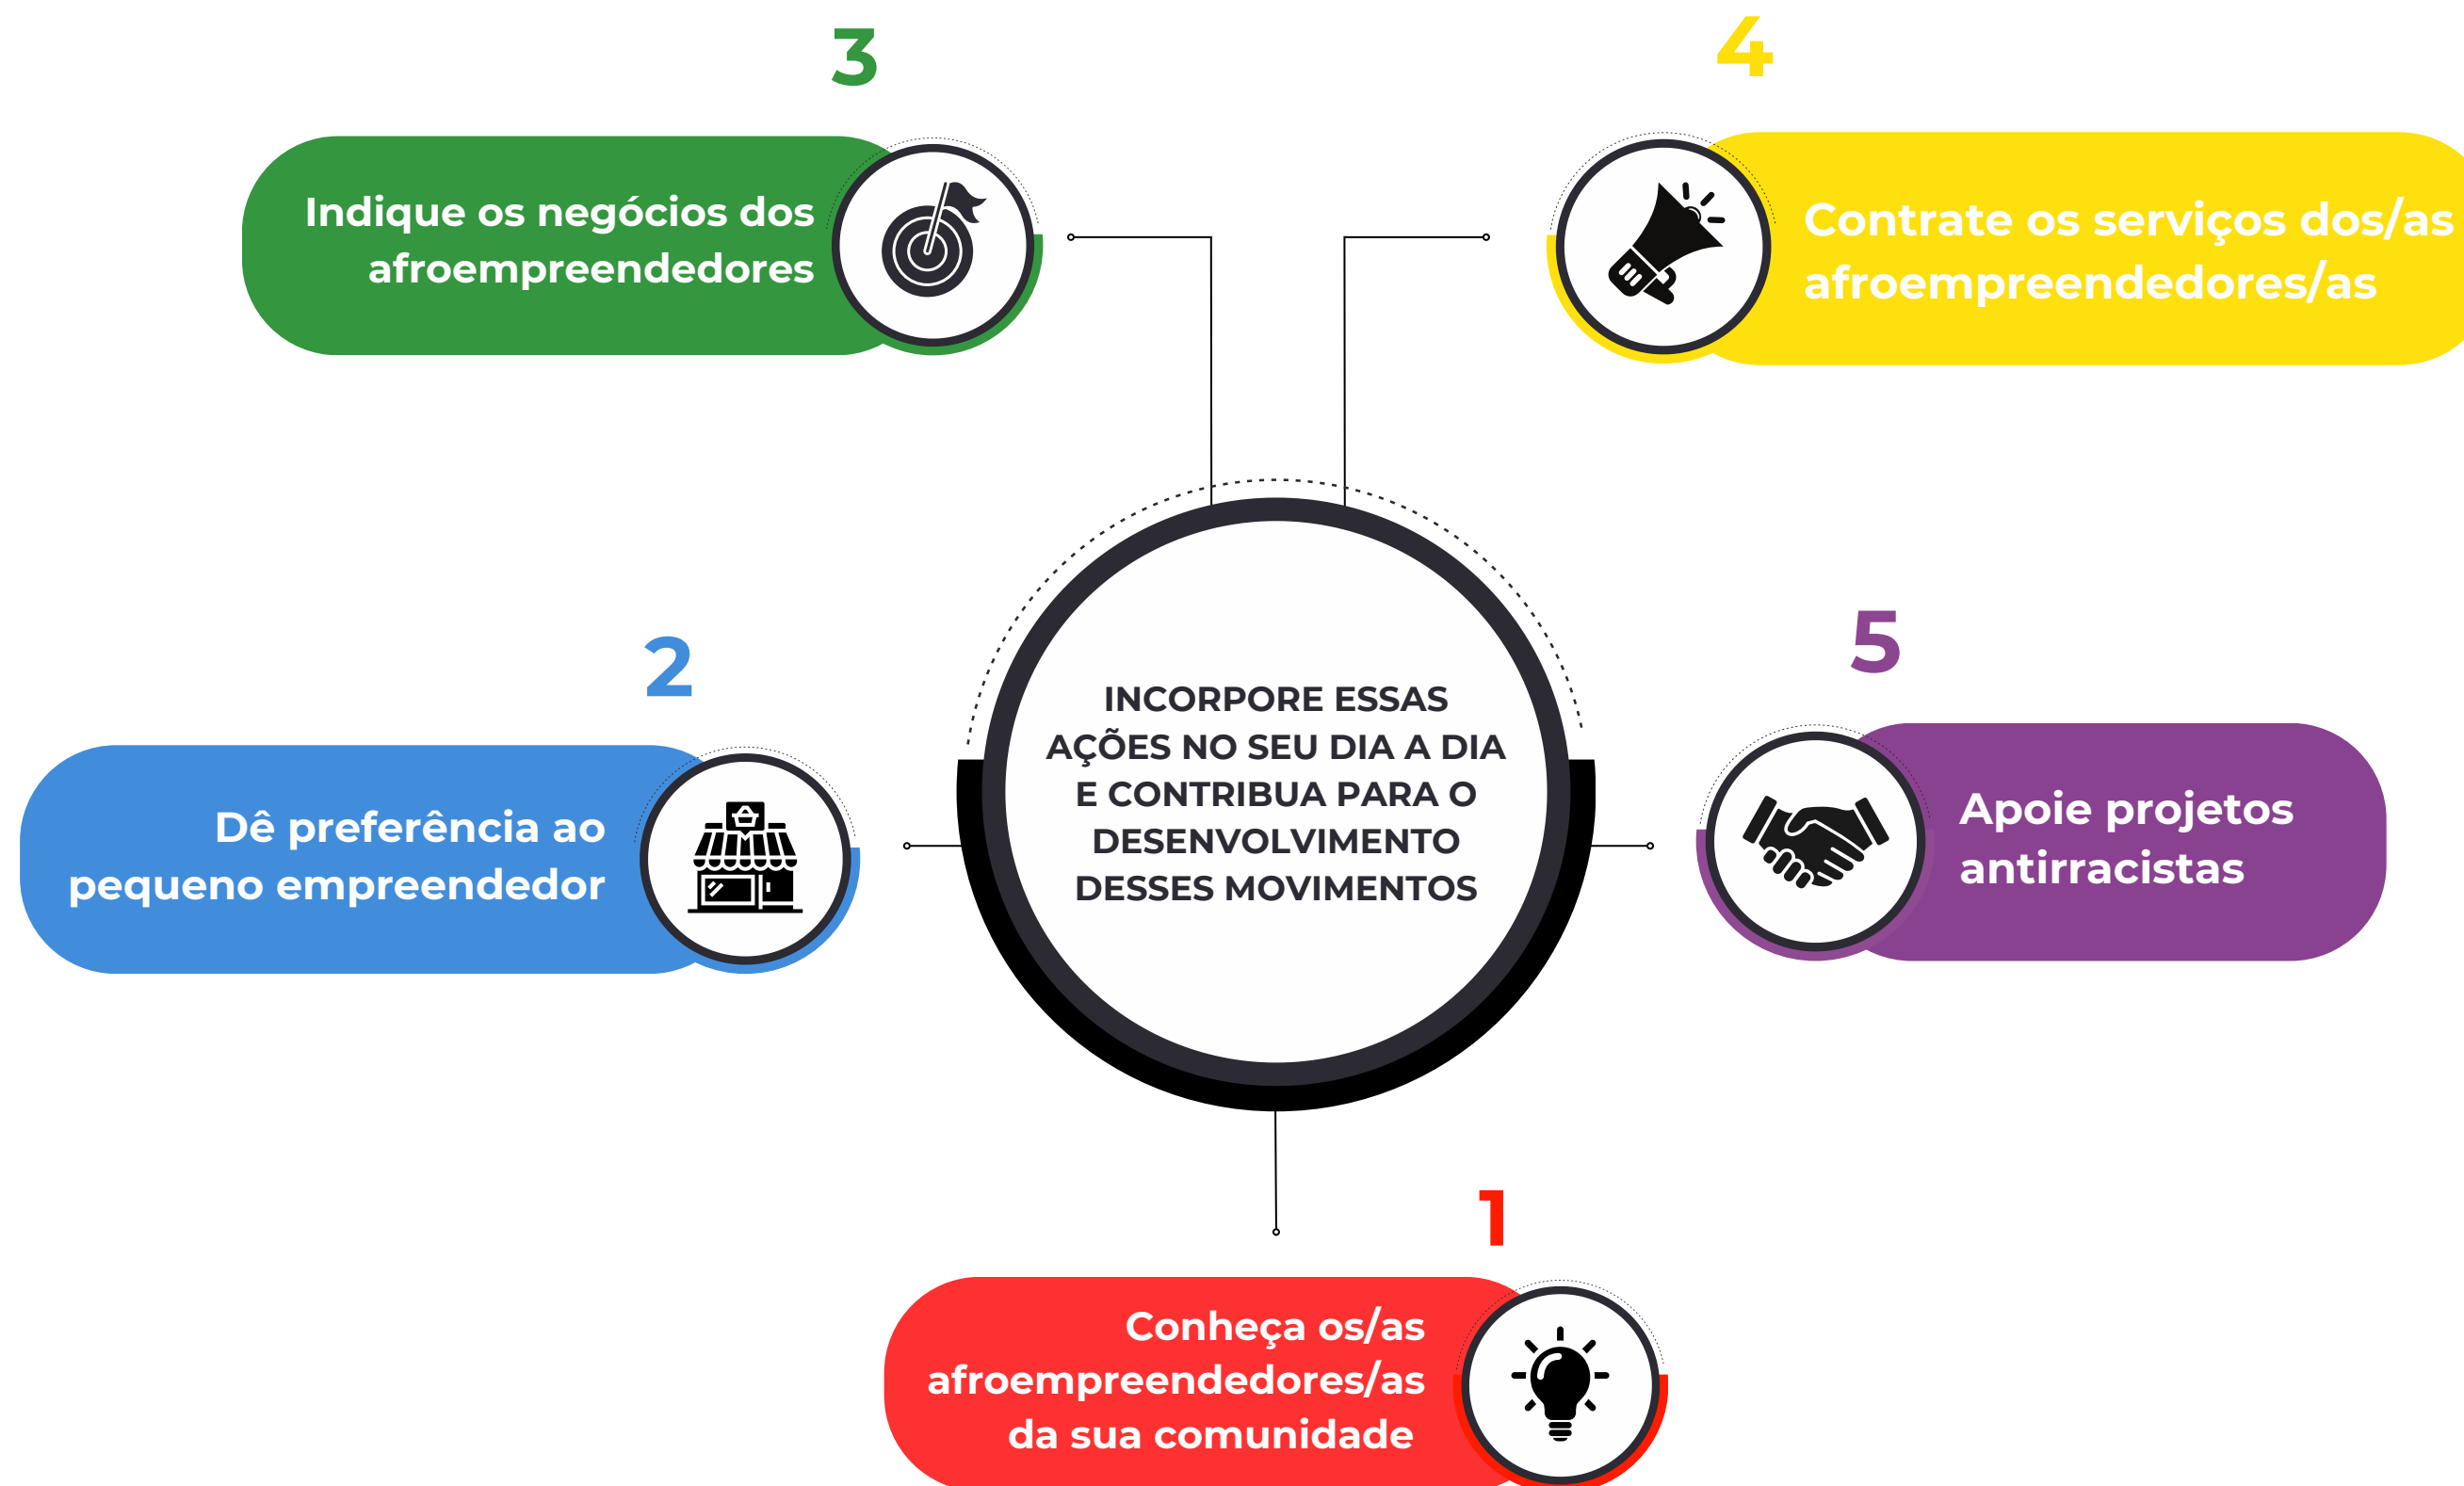 3
Indique os negócios dos
afroempreendedores
4
Contrate os serviços dos/as
afroempreendedores/as
2
Dê preferência ao
pequeno empreendedor
INCORPORE ESSAS
AÇÕES NO SEU DIA A DIA
E CONTRIBUA PARA O
DESENVOLVIMENTO
DESSES MOVIMENTOS
5
Apoie projetos
antirracistas
1
Conheça os/as
afroempreendedores/as
da sua comunidade